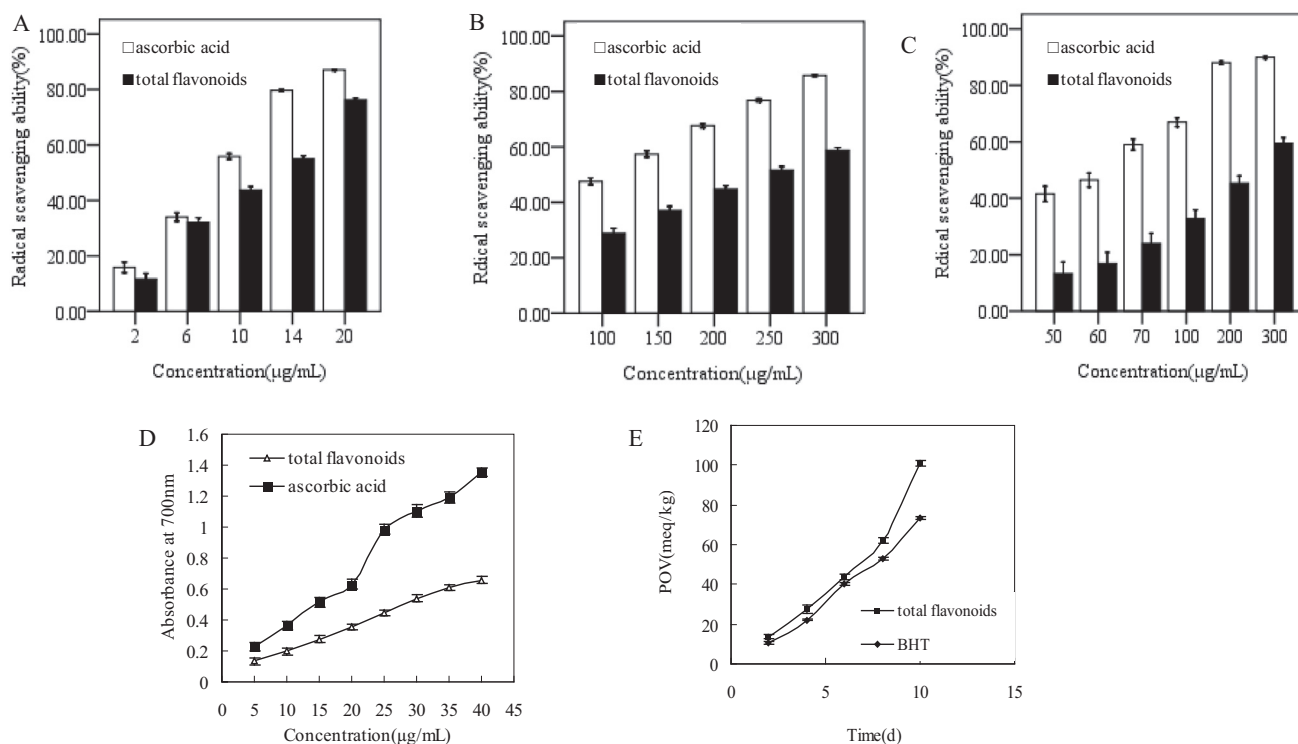 A
Radical scavenging ability(%)
100.00
80.00
60.00
40.00
20.00
0.00
ascorbic acid
total flavonoids
2 6 10 14 20
Concentration(μg/mL)
B
Rdical scavenging ability(%)
100.00
80.00
60.00
40.00
20.00
0.00
ascorbic acid
total flavonoids
100 150 200 250 300
Concentration(μg/mL)
C
Rdical scavenging ability(%)
100.00
80.00
60.00
40.00
20.00
0.00
ascorbic acid
total flavonoids
50 60 70 100 200 300
Concentration(μg/mL)
D
Absorbance at 700nm
1.6
1.4
1.2
1
0.8
0.6
0.4
0.2
0
total flavonoids
ascorbic acid
0 5 10 15 20 25 30 35 40 45
Concentration(μg/mL)
E
POV(meq/kg)
120
100
80
60
40
20
0
total flavonoids
BHT
0 5 10 15
Time(d)